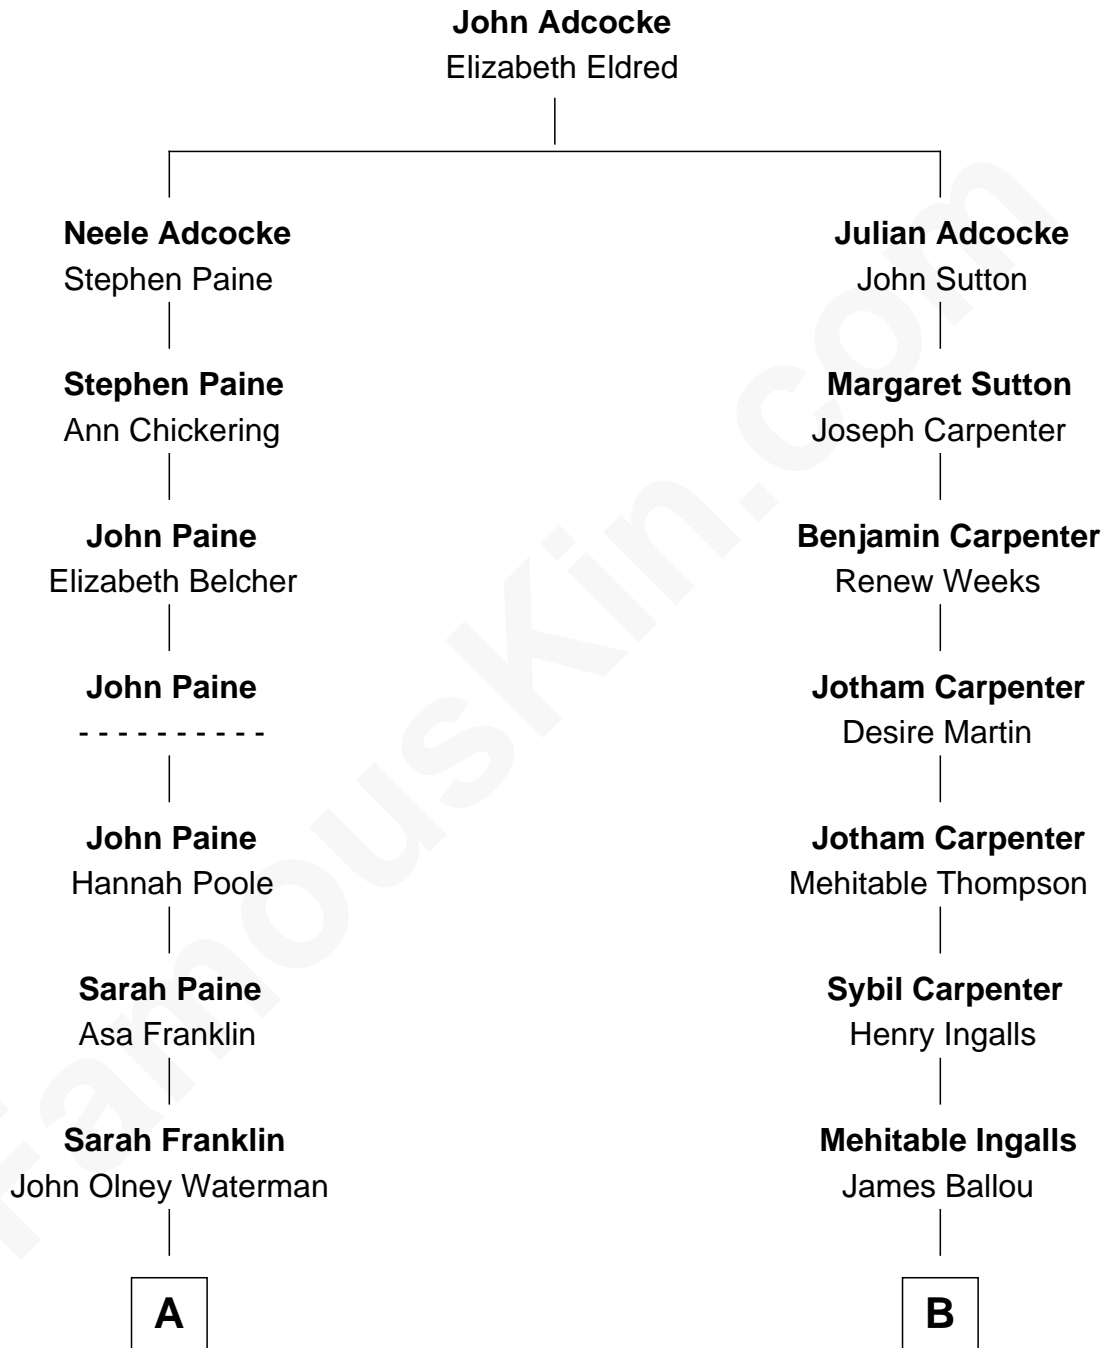 John Adcocke
Elizabeth Eldred
Neele Adcocke
Stephen Paine
Julian Adcocke
John Sutton
Stephen Paine
Ann Chickering
Margaret Sutton
Joseph Carpenter
John Paine
Elizabeth Belcher
Benjamin Carpenter
Renew Weeks
John Paine
- - - - - - - - - -
Jotham Carpenter
Desire Martin
John Paine
Hannah Poole
Jotham Carpenter
Mehitable Thompson
Sarah Paine
Asa Franklin
Sybil Carpenter
Henry Ingalls
Sarah Franklin
John Olney Waterman
Mehitable Ingalls
James Ballou
A
B
FamousKin.com